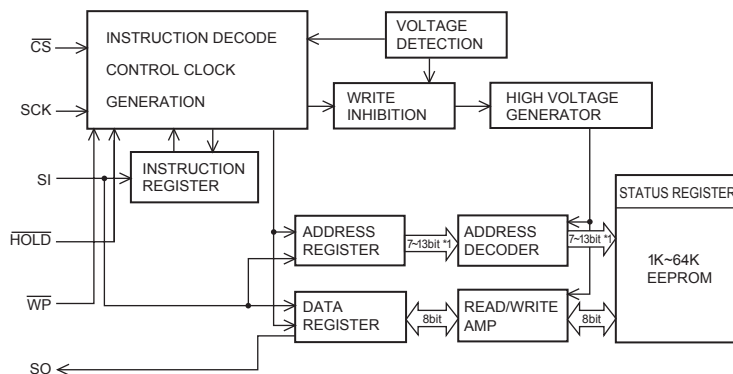 INSTRUCTION DECODE
CONTROL CLOCK
GENERATION
VOLTAGE
DETECTION
CS
SCK
WRITE
INHIBITION
HIGH VOLTAGE
GENERATOR
SI
INSTRUCTION
REGISTER
STATUS REGISTER
HOLD
ADDRESS
REGISTER
7~13bit *1
ADDRESS
DECODER
7~13bit *1
1K~64K
EEPROM
WP
DATA
REGISTER
8bit
READ/WRITE
AMP
8bit
SO